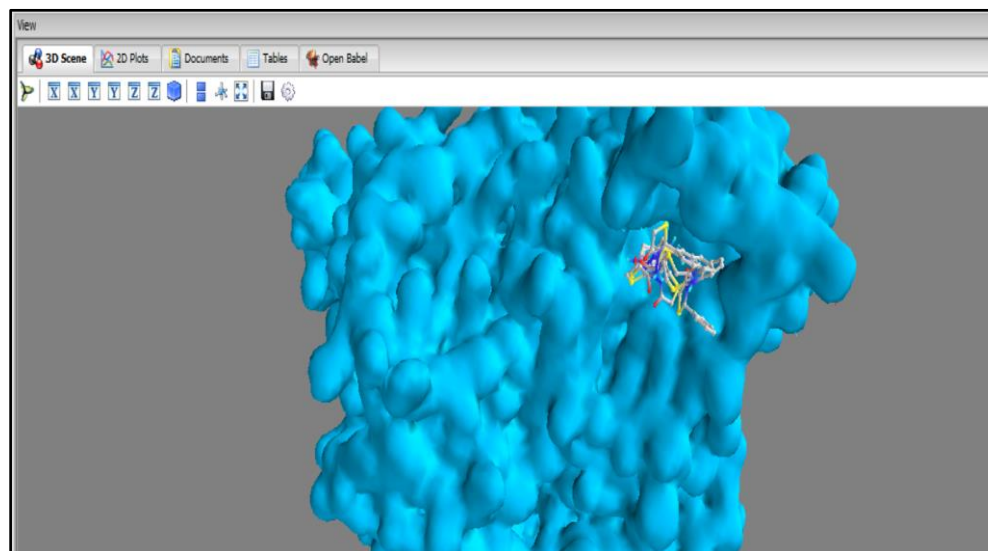 View
3D Scene 2D Plots Documents Tables Open Babel
X X Y Y Z Z